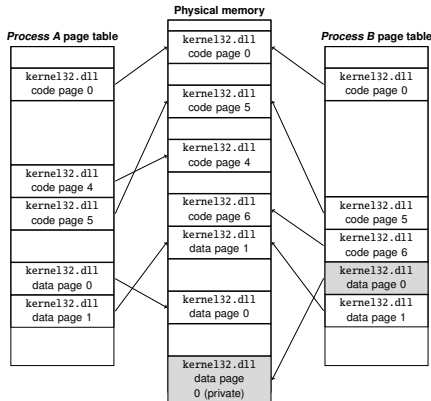 Process A page table
kernel32.dll
code page 0
kernel32.dll
code page 4
kernel32.dll
code page 5
kernel32.dll
data page 0
kernel32.dll
data page 1
Physical memory
kernel32.dll
code page 0
kernel32.dll
code page 5
kernel32.dll
code page 4
kernel32.dll
code page 6
kernel32.dll
data page 1
kernel32.dll
data page 0
kernel32.dll
data page
0 (private)
Process B page table
kernel32.dll
code page 0
kernel32.dll
code page 5
kernel32.dll
code page 6
kernel32.dll
data page 0
kernel32.dll
data page 1